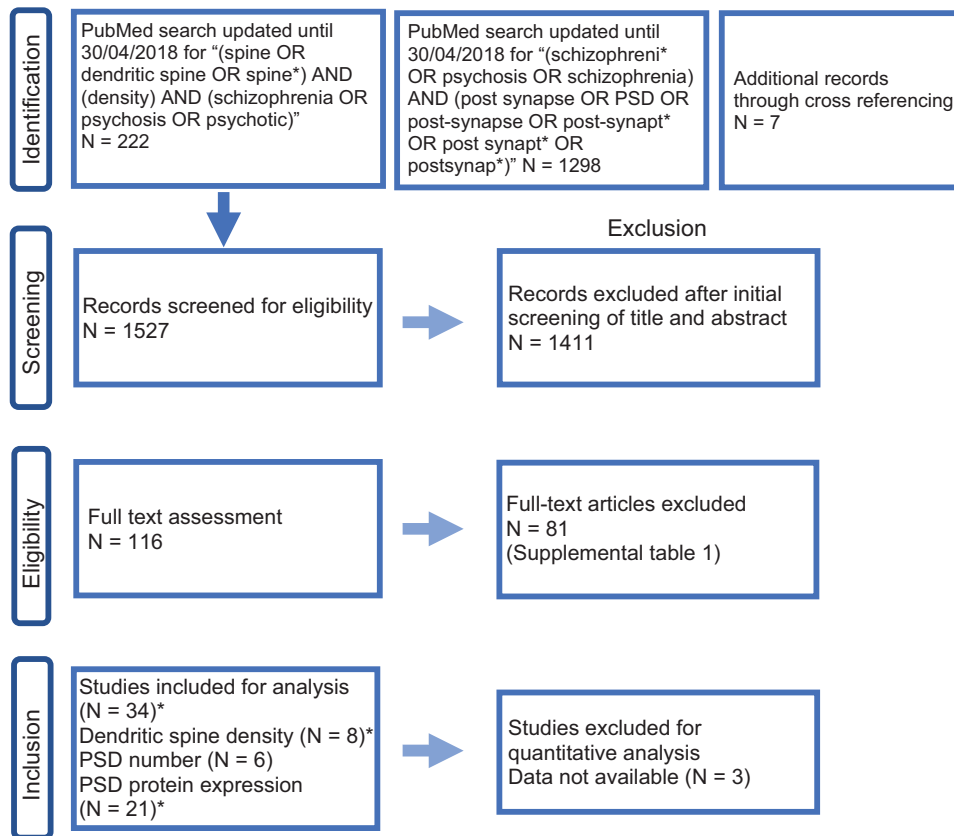 Identification
PubMed search updated until
30/04/2018 for “(spine OR
dendritic spine OR spine*) AND
(density) AND (schizophrenia OR
psychosis OR psychotic)”
N = 222
PubMed search updated until
30/04/2018 for “(schizophreni*
OR psychosis OR schizophrenia)
AND (post synapse OR PSD OR
post-synapse OR post-synapt*
OR post synapt* OR
postsynap*)” N = 1298
Additional records
through cross referencing
N = 7
Screening
Records screened for eligibility
N = 1527
Exclusion
Records excluded after initial
screening of title and abstract
N = 1411
Eligibility
Full text assessment
N = 116
Full-text articles excluded
N = 81
(Supplemental table 1)
Inclusion
Studies included for analysis
(N = 34)*
Dendritic spine density (N = 8)*
PSD number (N = 6)
PSD protein expression
(N = 21)*
Studies excluded for
quantitative analysis
Data not available (N = 3)